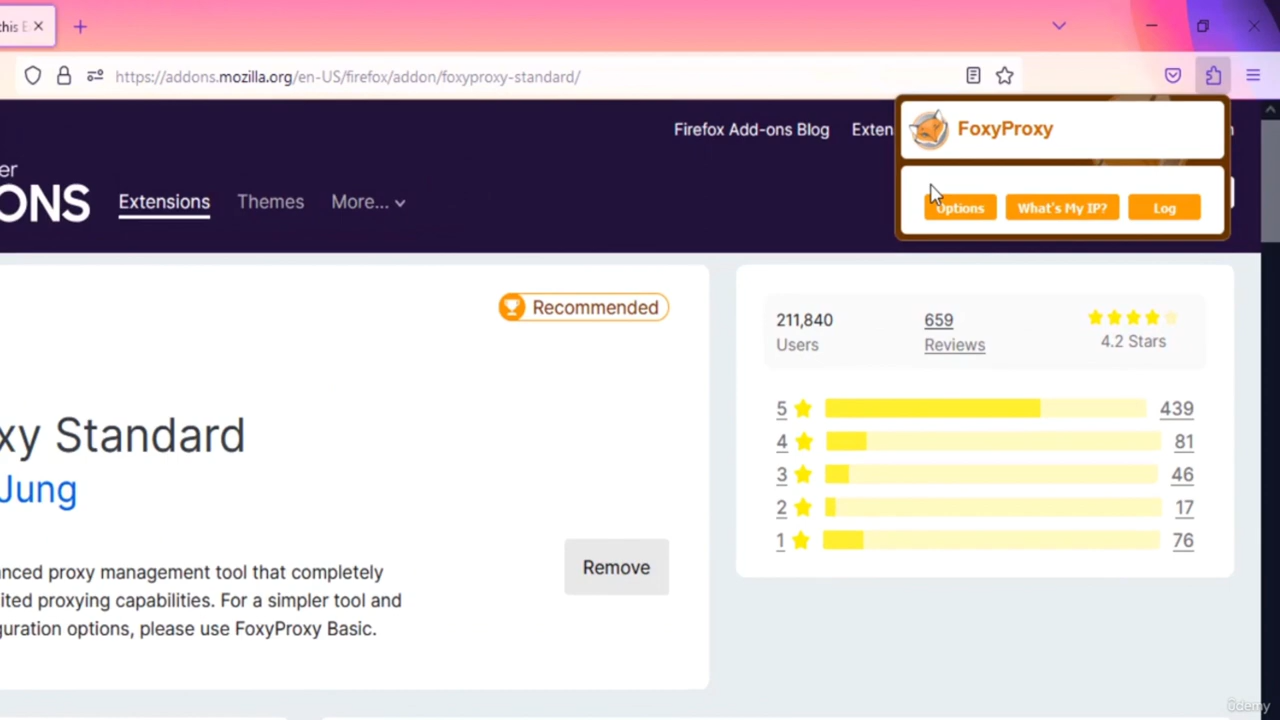 this E
https://addons.mozilla.org/en-US/firefox/addon/foxyproxy-standard/
FoxyProxy
Firefox Add-ons Blog Exten
Options What's My IP? Log
er
ONS Extensions Themes More...
Recommended
211,840 Users
659 Reviews
4.2 Stars
5 439
4 81
3 46
2 17
1 76
xy Standard
Jung
Remove
anced proxy management tool that completely
ited proxying capabilities. For a simpler tool and
guration options, please use FoxyProxy Basic.
ûdemy